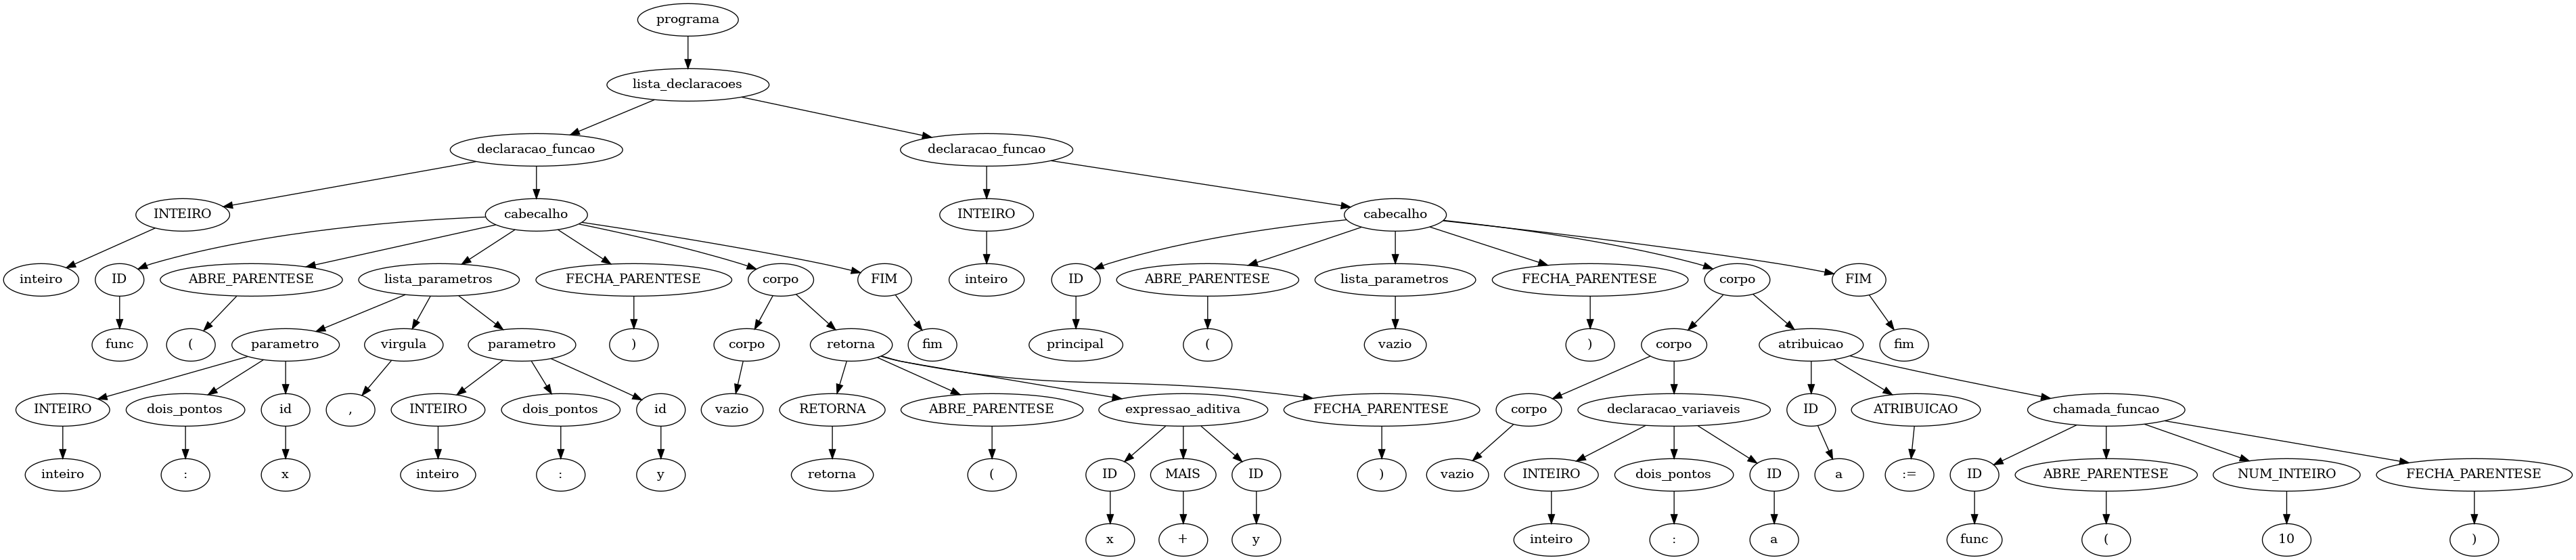 programa
lista_declaracoes
declaracao_funcao declaracao_funcao
INTEIRO cabecalho INTEIRO cabecalho
inteiro ID ABRE_PARENTESE lista_parametros FECHA_PARENTESE corpo FIM inteiro ID ABRE_PARENTESE lista_parametros FECHA_PARENTESE corpo FIM
func ( parametro virgula parametro ) corpo retorna fim principal ( vazio ) corpo atribuicao fim
INTEIRO dois_pontos id , INTEIRO dois_pontos id vazio RETORNA ABRE_PARENTESE expressao_aditiva FECHA_PARENTESE corpo declaracao_variaveis ID ATRIBUICAO chamada_funcao
inteiro : x inteiro : y retorna ( ID MAIS ID ) vazio INTEIRO dois_pontos ID a := ID ABRE_PARENTESE NUM_INTEIRO FECHA_PARENTESE
x + y inteiro : a func ( 10 )